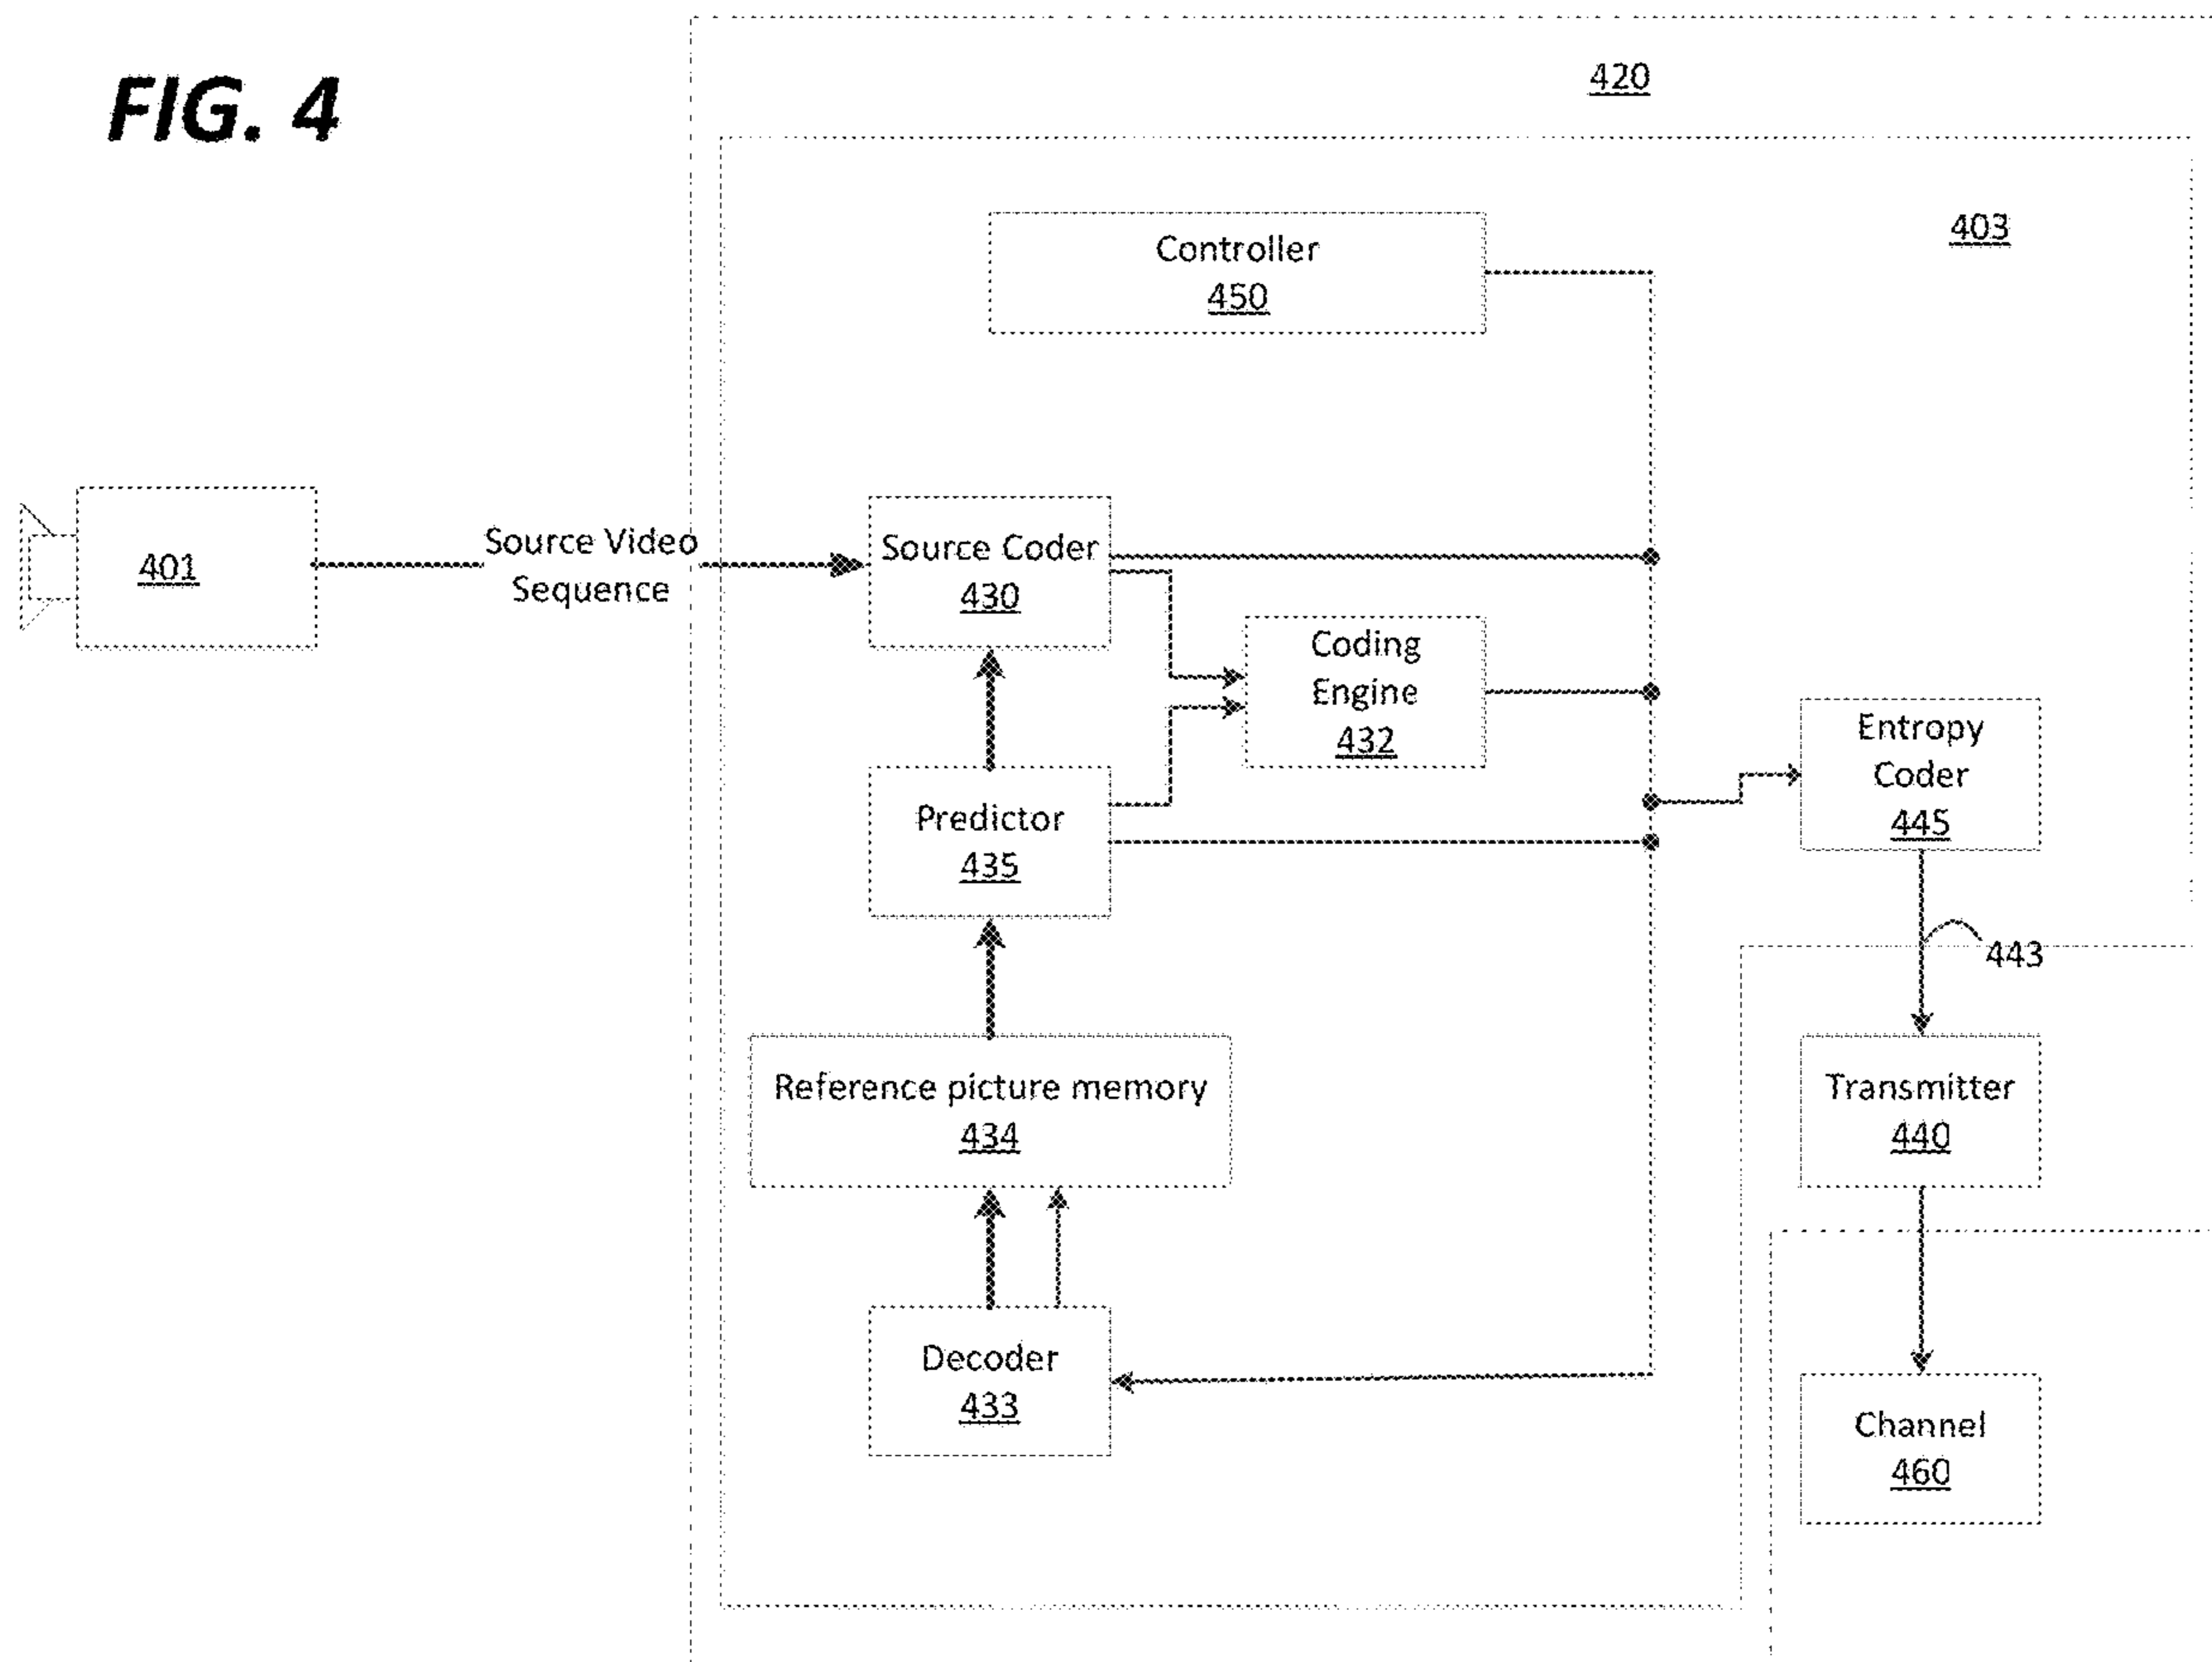 FIG. 4
420
403
Controller
450
401
Source Video
Sequence
Source Coder
430
Coding
Engine
432
Entropy
Coder
445
Predictor
435
443
Reference picture memory
434
Transmitter
440
Decoder
433
Channel
460